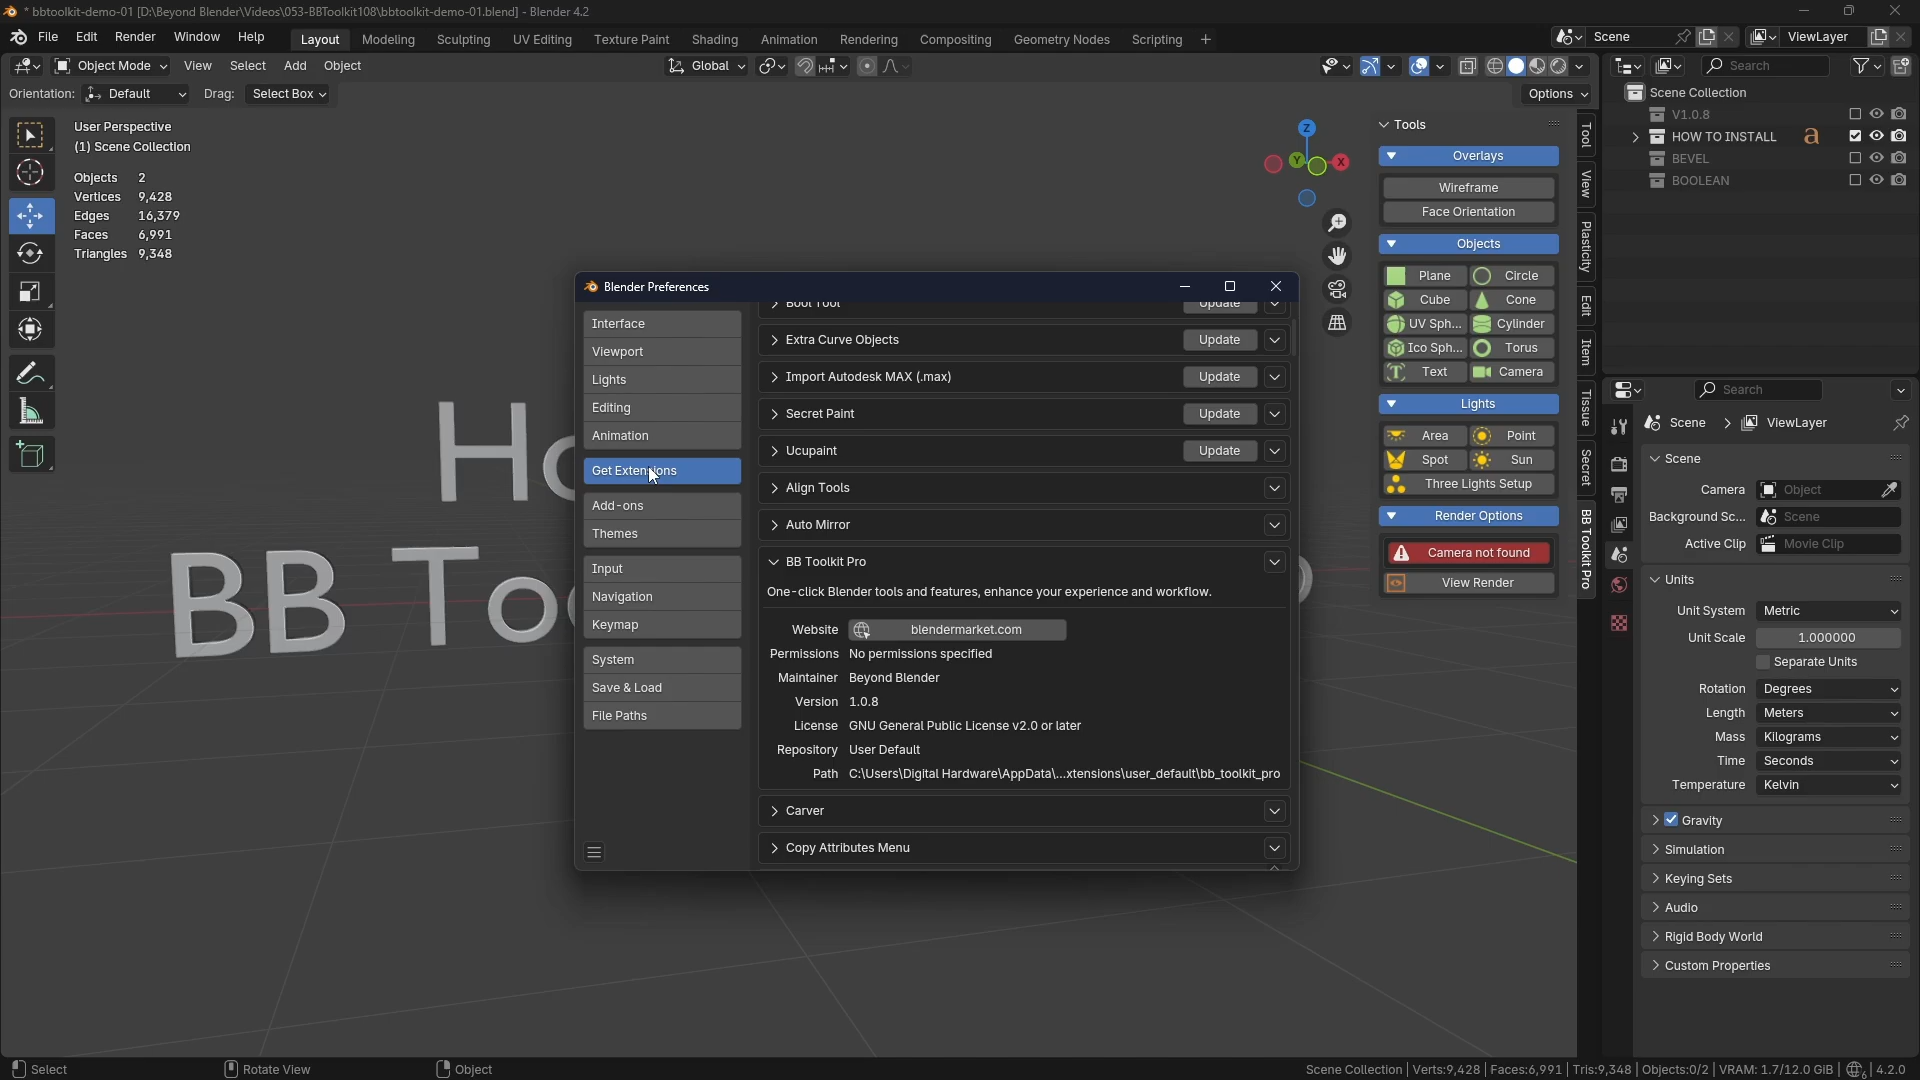 * bbtoolkit-demo-01 [D:\Beyond Blender\Videos\053-BBToolkit108\bbtoolkit-demo-01.blend] - Blender 4.2
File Edit Render Window Help Layout Modeling Sculpting UV Editing Texture Paint Shading Animation Rendering Compositing Geometry Nodes Scripting + Scene ViewLayer
Object Mode View Select Add Object Global Search
Orientation: Default Drag: Select Box Options
User Perspective
(1) Scene Collection
Objects 2
Vertices 9,428
Edges 16,379
Faces 6,991
Triangles 9,348
Z
Y
X
Ho
BB Too
Blender Preferences
Interface
Viewport
Lights
Editing
Animation
Get Extensions
Add-ons
Themes
Input
Navigation
Keymap
System
Save & Load
File Paths
Bool Tool Update
Extra Curve Objects Update
Import Autodesk MAX (.max) Update
Secret Paint Update
Ucupaint Update
Align Tools
Auto Mirror
BB Toolkit Pro
One-click Blender tools and features, enhance your experience and workflow.
Website blendermarket.com
Permissions No permissions specified
Maintainer Beyond Blender
Version 1.0.8
License GNU General Public License v2.0 or later
Repository User Default
Path C:\Users\Digital Hardware\AppData\...xtensions\user_default\bb_toolkit_pro
Carver
Copy Attributes Menu
Tools
Overlays
Wireframe
Face Orientation
Objects
Plane Circle
Cube Cone
UV Sph... Cylinder
Ico Sph... Torus
Text Camera
Lights
Area Point
Spot Sun
Three Lights Setup
Render Options
Camera not found
View Render
Tool
View
Plasticity
Edit
Item
Tissue
Secret
BB Toolkit Pro
Scene Collection
V1.0.8
HOW TO INSTALL a
BEVEL
BOOLEAN
Search
Scene > ViewLayer
Scene
Camera Object
Background Sc... Scene
Active Clip Movie Clip
Units
Unit System Metric
Unit Scale 1.000000
Separate Units
Rotation Degrees
Length Meters
Mass Kilograms
Time Seconds
Temperature Kelvin
Gravity
Simulation
Keying Sets
Audio
Rigid Body World
Custom Properties
Select Rotate View Object Scene Collection | Verts:9,428 | Faces:6,991 | Tris:9,348 | Objects:0/2 | VRAM: 1.7/12.0 GiB | 6 | 4.2.0